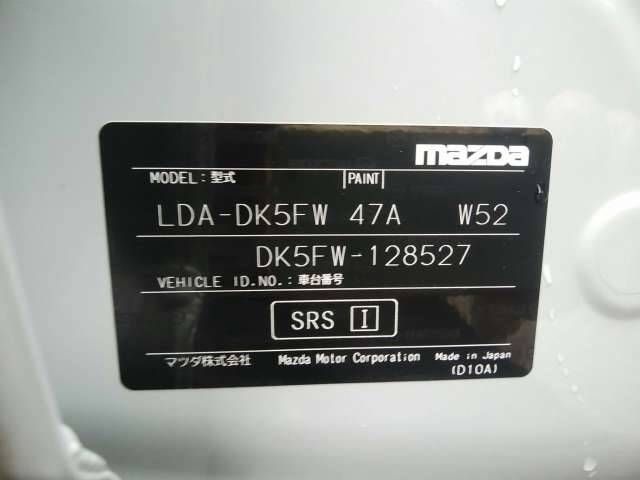 mazda
MODEL:型式 PAINT
LDA-DK5FW 47A W52
DK5FW-128527
VEHICLE ID.NO.:車台番号
SRS I
マツダ株式会社 Mazda Motor Corporation Made in Japan
(D10A)